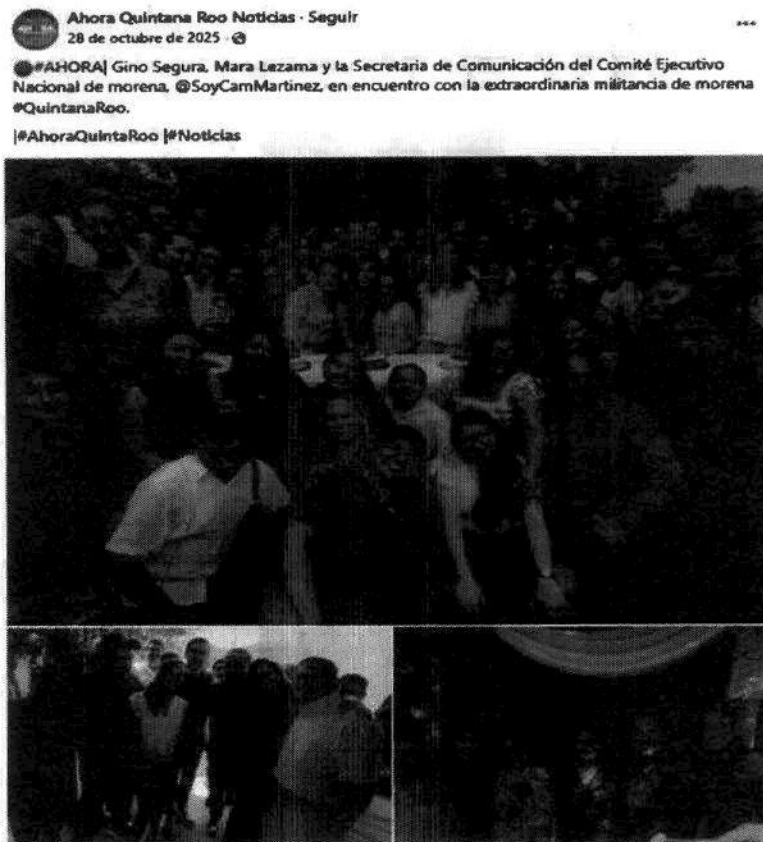 Ahora Quintana Roo Noticias · Seguir
28 de octubre de 2025 ·
#AHORA| Gino Segura, Mara Lezama y la Secretaria de Comunicación del Comité Ejecutivo
Nacional de morena, @SoyCamMartinez, en encuentro con la extraordinaria militancia de morena
#QuintanaRoo.
|#AhoraQuintaRoo |#Noticias